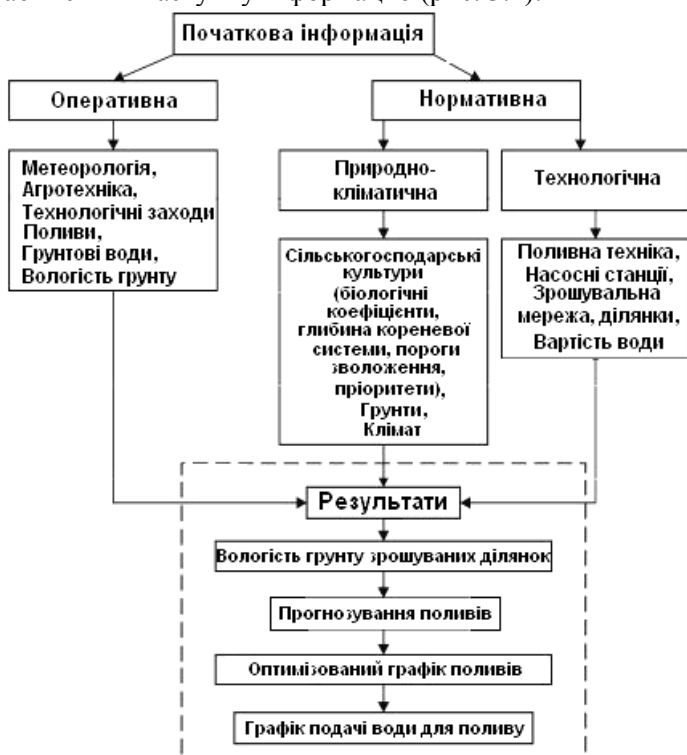 Початкова інформація
Оперативна
Нормативна
Метеорологія,
Агротехніка,
Технологічні заходи
Поливи,
Грунтові води,
Вологість грунту
Природно-
кліматична
Технологічна
Сільськогосподарські
культури
(біологічні
коефіцієнти,
глибина кореневої
системи, пороги
зволоження,
пріоритети),
Грунти,
Клімат
Поливна техніка,
Насосні станції,
Зрошувальна
мережа, ділянки,
Вартість води
Результати
Вологість грунту зрошуваних ділянок
Прогнозування поливів
Оптимізований графік поливів
Графік подачі води для поливу